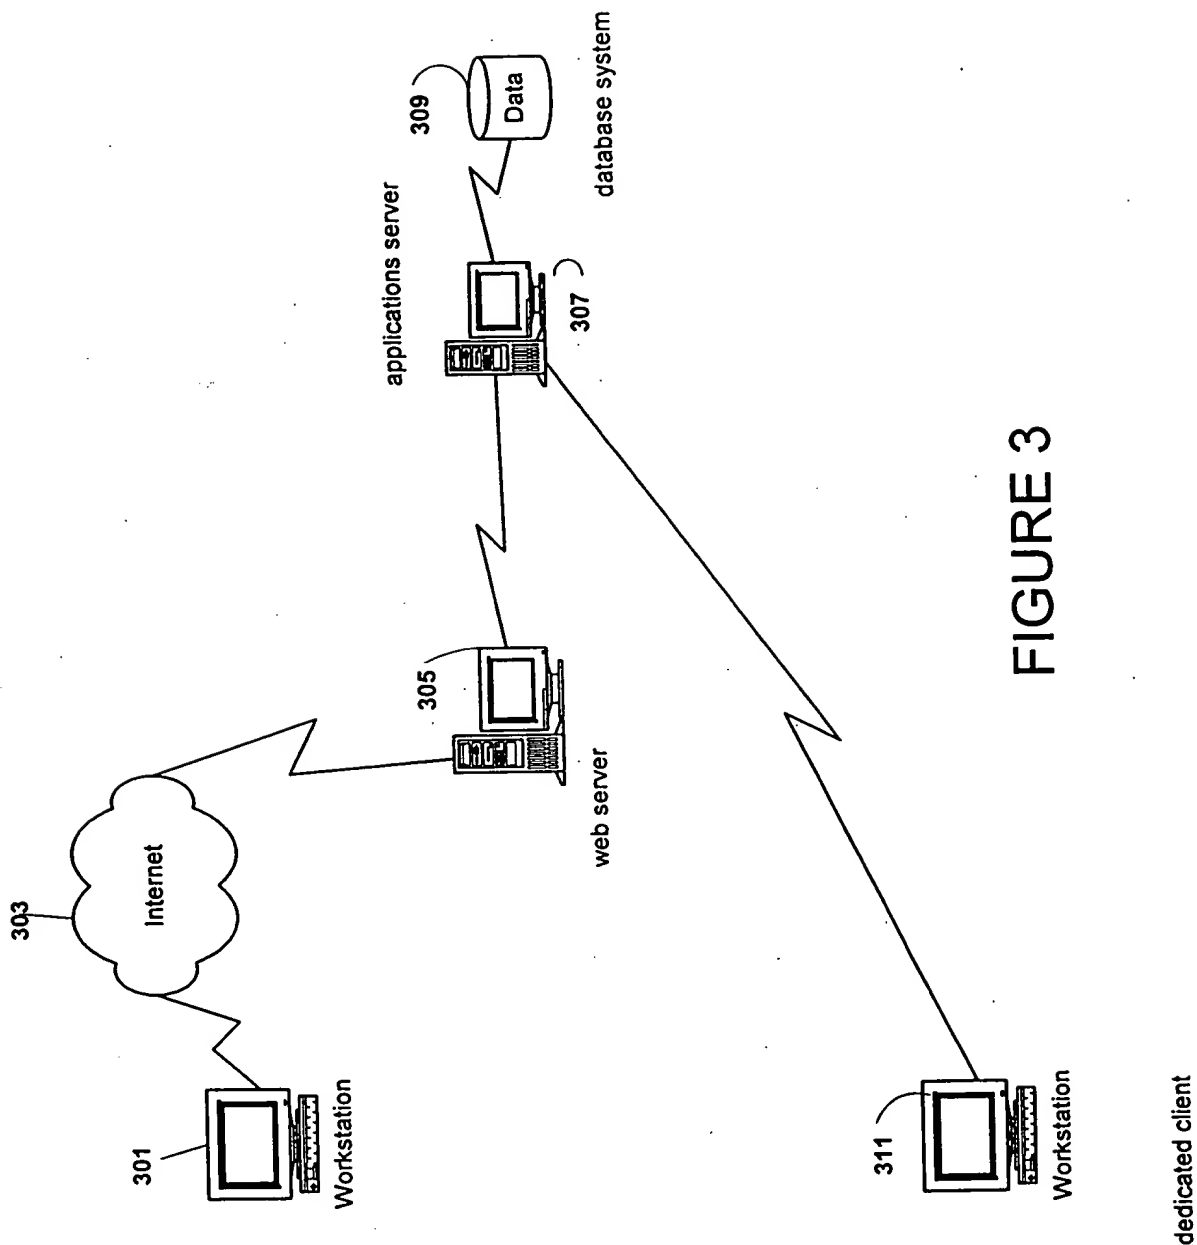 303
Internet
301
Workstation
305
web server
applications server
307
309
Data
database system
311
Workstation
dedicated client
FIGURE 3